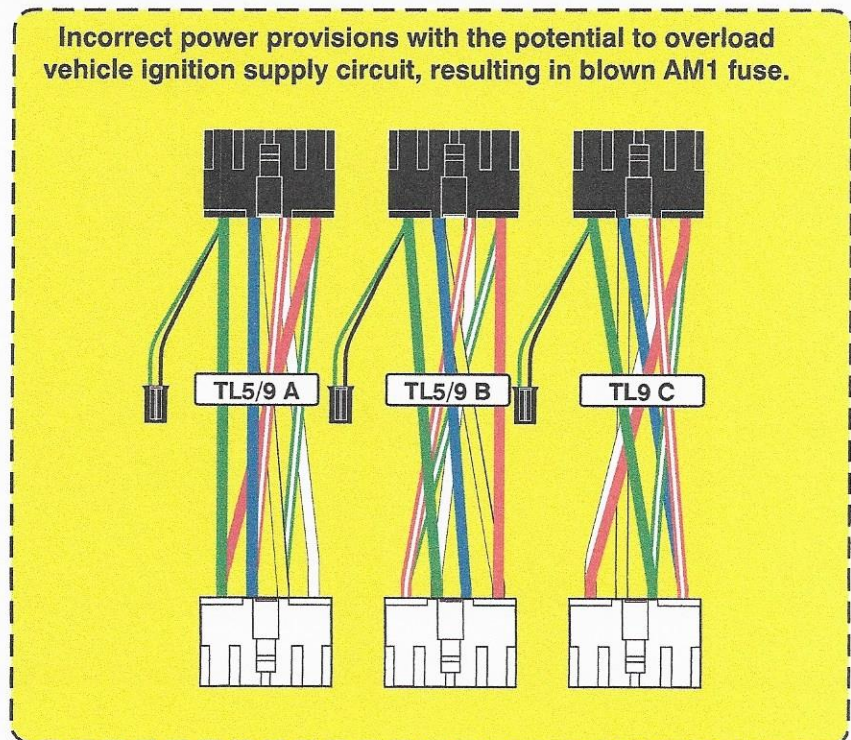 Incorrect power provisions with the potential to overload
vehicle ignition supply circuit, resulting in blown AM1 fuse.
TL5/9 A
TL5/9 B
TL9 C